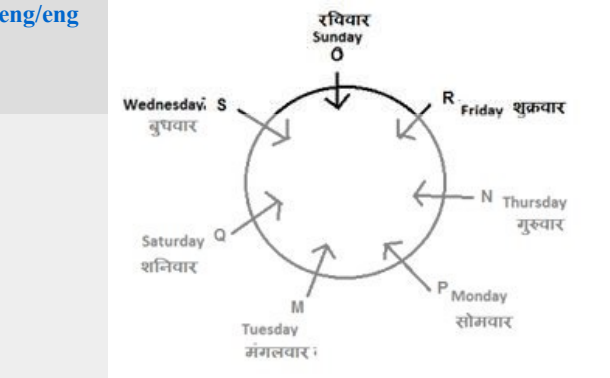 eng/eng
रविवार
Sunday
O
Wednesday. S
बुधवार
R
Friday शुक्रवार
N Thursday
गुरुवार
Saturday Q
शनिवार
P Monday
सोमवार
M
Tuesday
मंगलवार